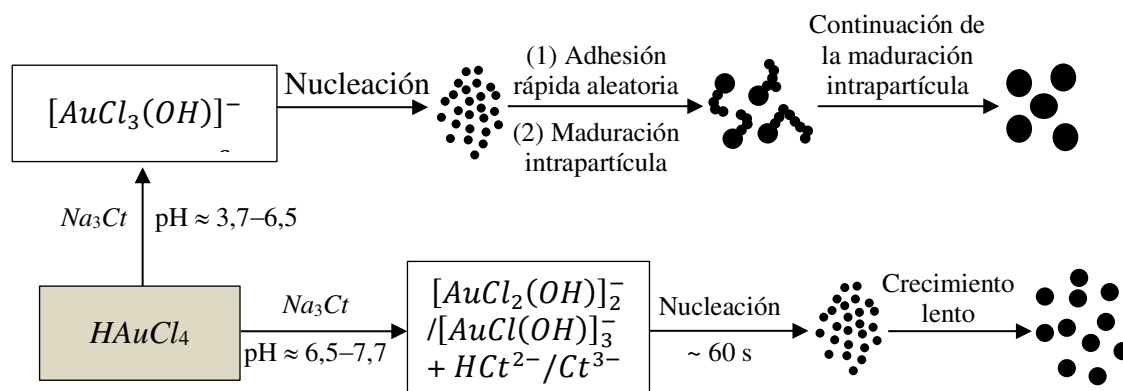 [AuCl₃(OH)]⁻
Nucleación
(1) Adhesión
rápida aleatoria
(2) Maduración
intrapartícula
Continuación de
la maduración
intrapartícula
Na₃Ct
pH ≈ 3,7–6,5
HAuCl₄
Na₃Ct
pH ≈ 6,5–7,7
[AuCl₂(OH)]₂⁻
/[AuCl(OH)]₃⁻
+ HCt²⁻/Ct³⁻
Nucleación
~ 60 s
Crecimiento
lento